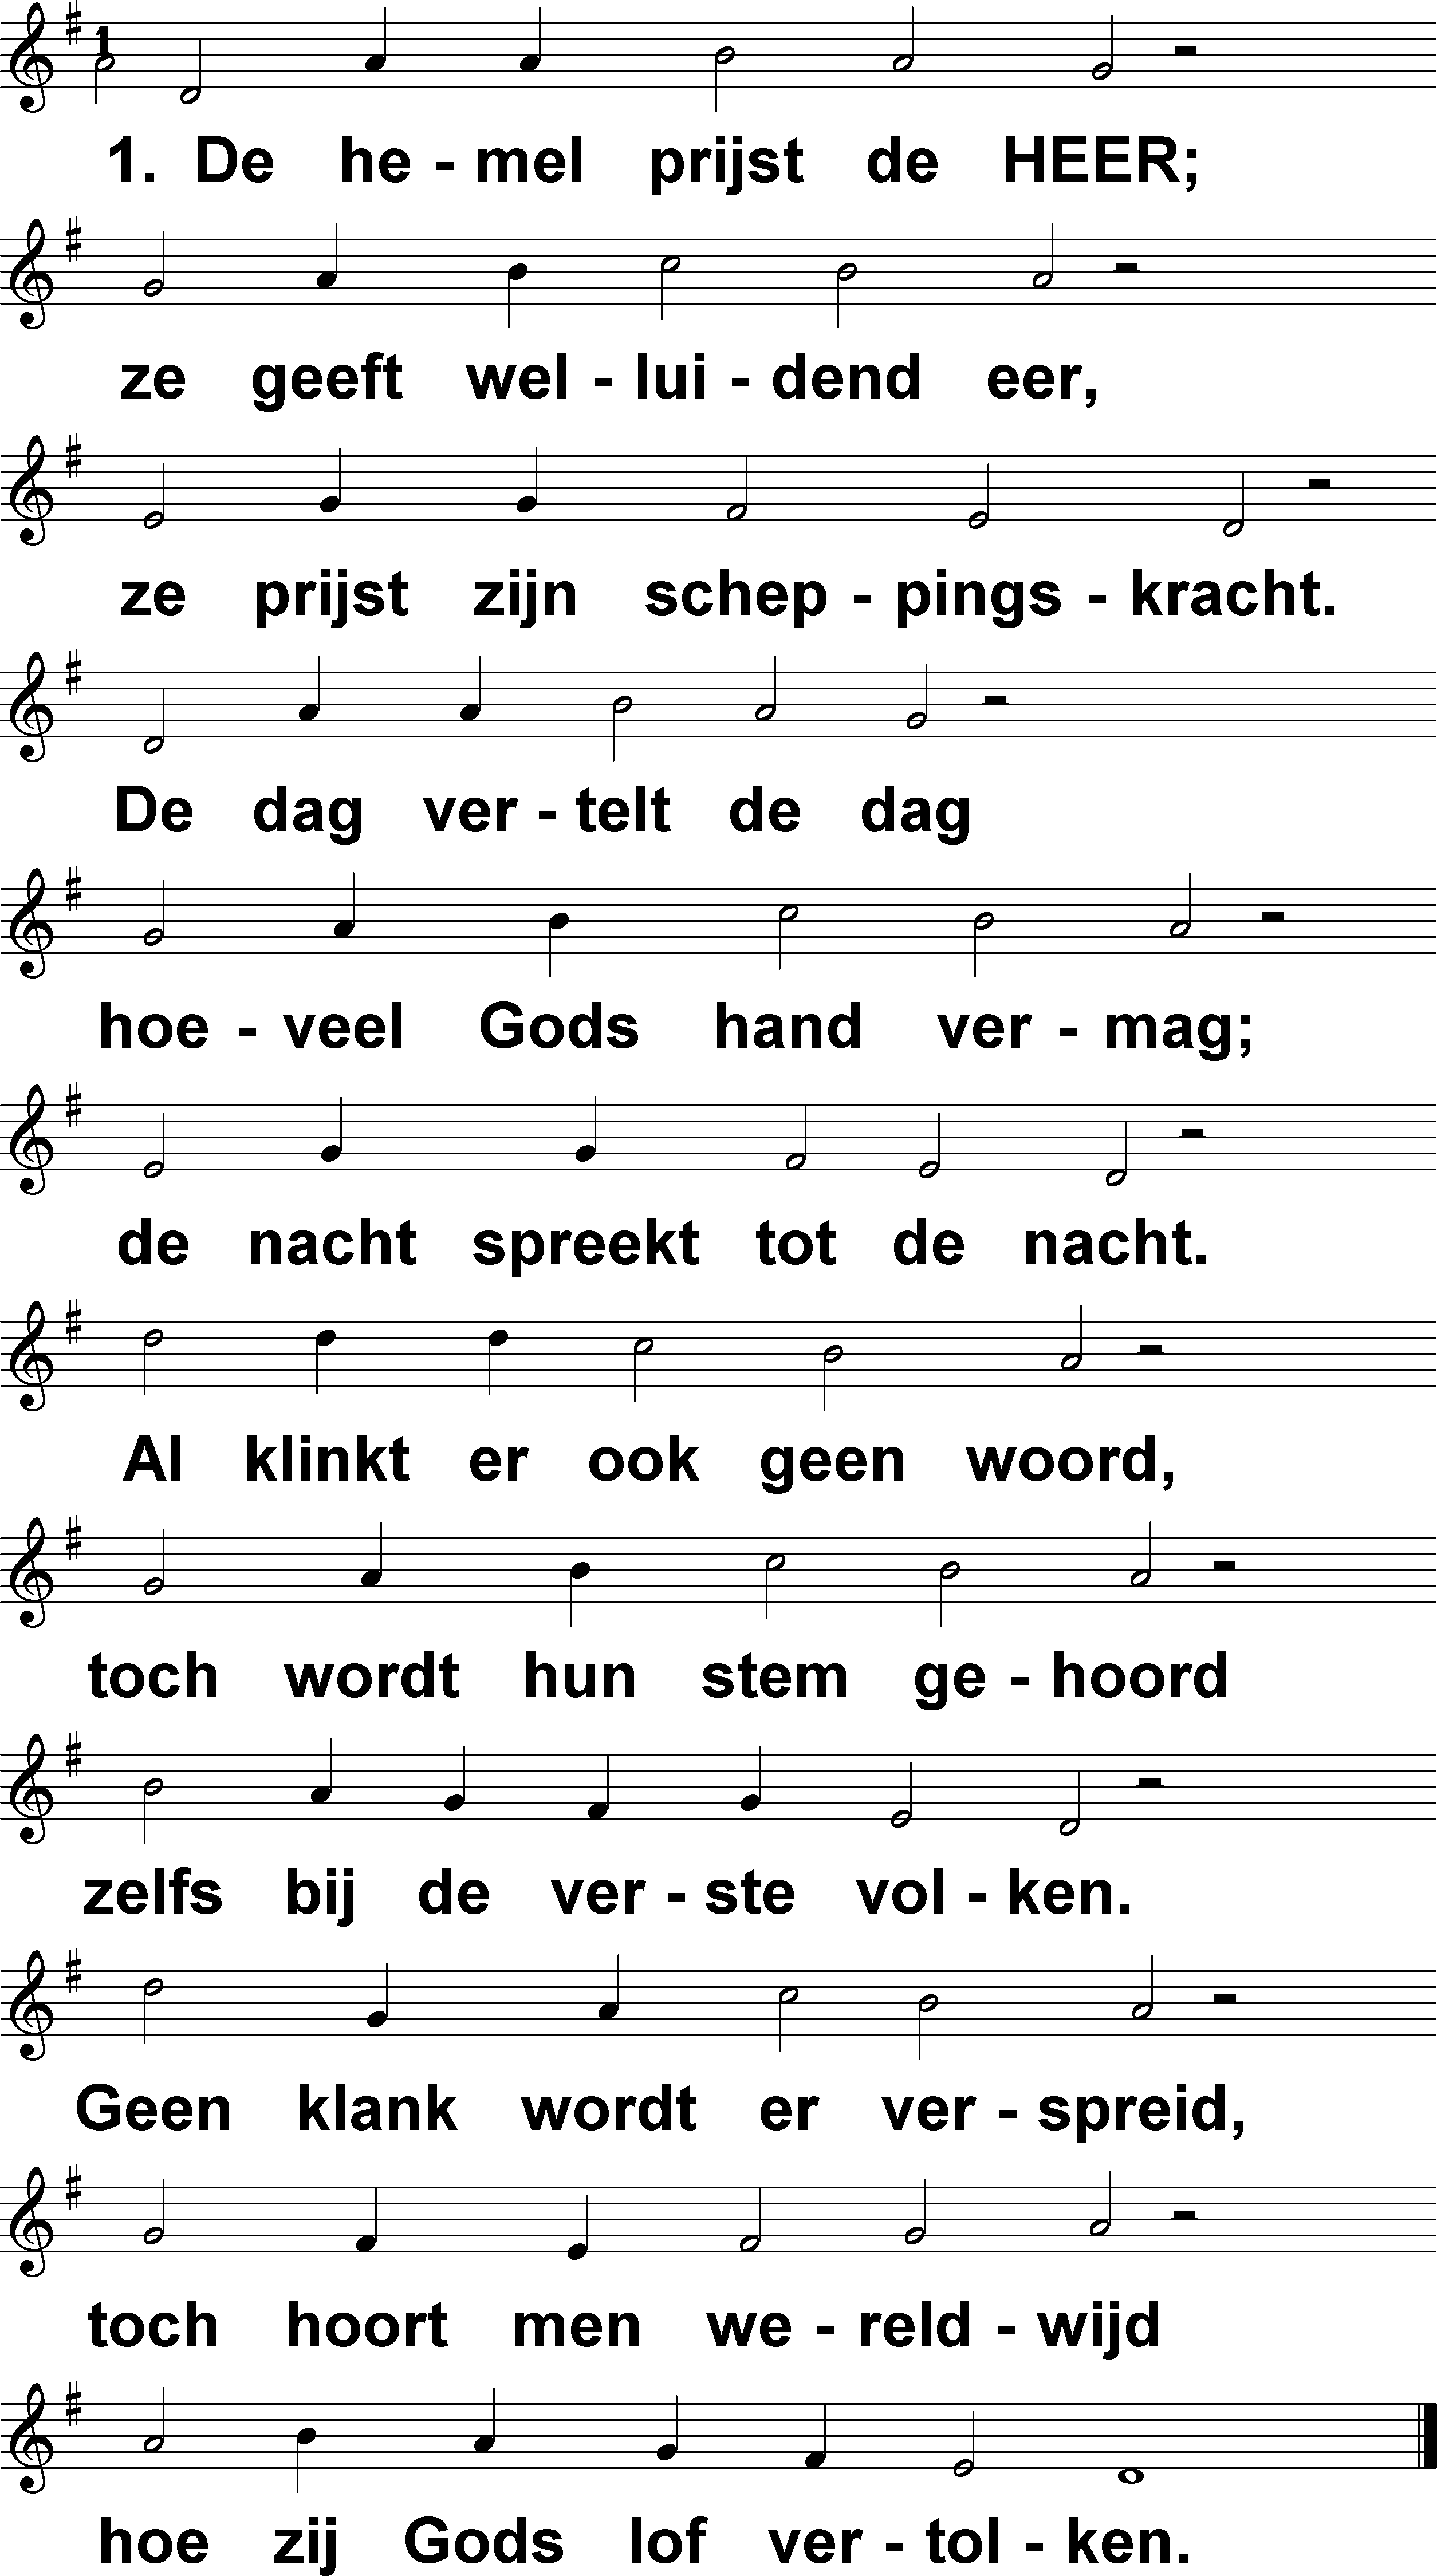 1
1. De he - mel prijst de HEER;
ze geeft wel - lui - dend eer,
ze prijst zijn schep - pings - kracht.
De dag ver - telt de dag
hoe - veel Gods hand ver - mag;
de nacht spreekt tot de nacht.
Al klinkt er ook geen woord,
toch wordt hun stem ge - hoord
zelfs bij de ver - ste vol - ken.
Geen klank wordt er ver - spreid,
toch hoort men we - reld - wijd
hoe zij Gods lof ver - tol - ken.